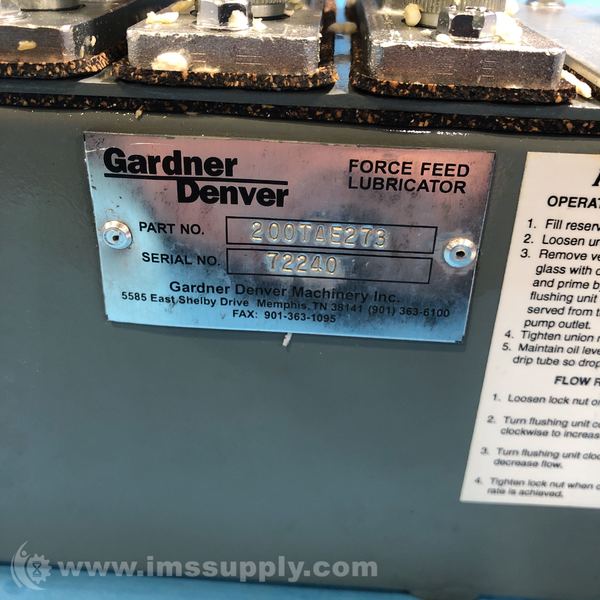 Gardner
Denver
FORCE FEED
LUBRICATOR
PART NO. 200TAE273
SERIAL NO. 72240
Gardner Denver Machinery Inc.
5585 East Shelby Drive Memphis, TN 38141 (901) 363-6100
FAX: 901-363-1095
OPERAT
1. Fill reserv
2. Loosen un
3. Remove ve
glass with
and prime by
flushing unit
served from t
pump outlet.
4. Tighten union
5. Maintain oil leve
drip tube so drop
FLOW R
1. Loosen lock nut on
2. Turn flushing unit co
clockwise to increas
3. Turn flushing unit cloc
decrease flow.
4. Tighten lock nut when
rate is achieved.
www.imssupply.com